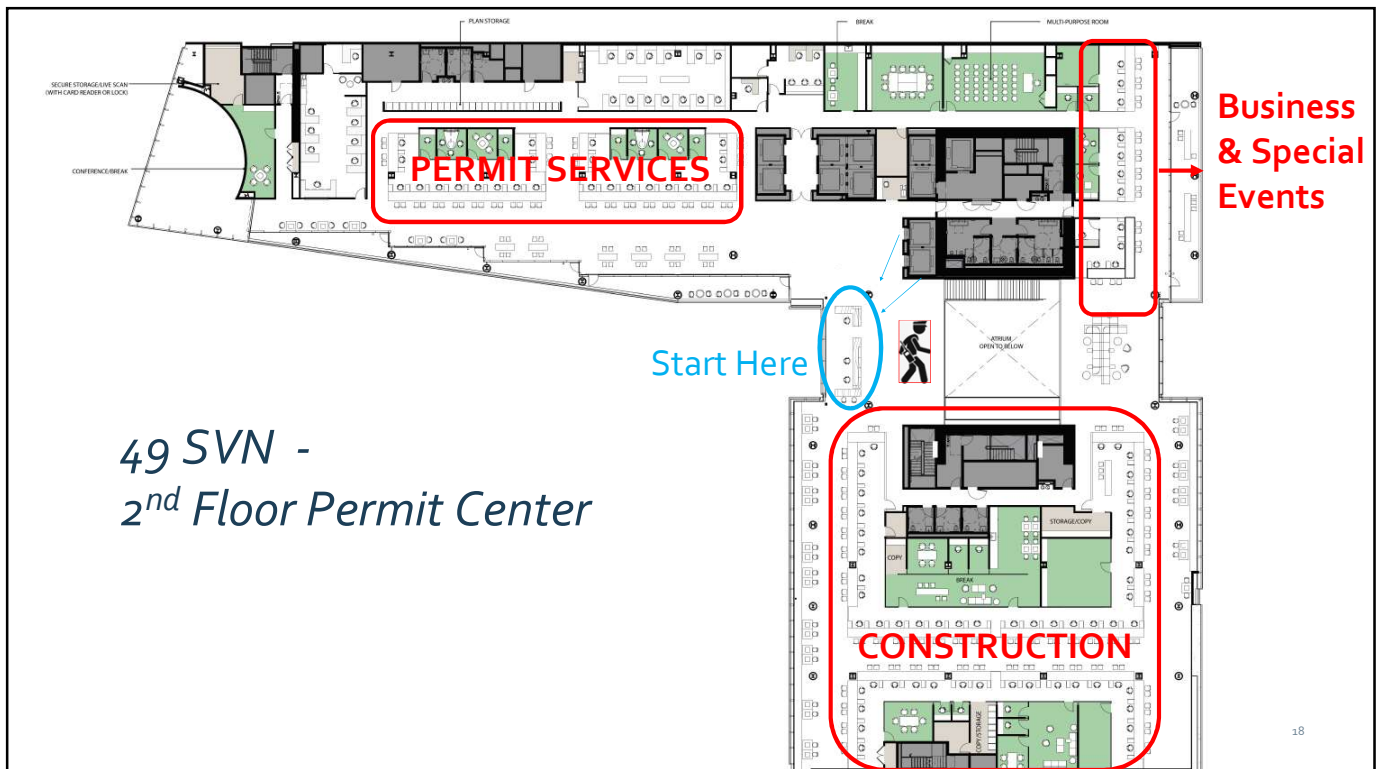 PLAN STORAGE
BREAK
MULTI-PURPOSE ROOM
SECURE STORAGE/LIVE SCAN
(WITH CARD READER OR LOCK)
Business
& Special
Events
PERMIT SERVICES
CONFERENCE/BREAK
Start Here
ATRIUM
OPEN TO BELOW
49 SVN -
2nd Floor Permit Center
STORAGE/COPY
COPY
BREAK
CONSTRUCTION
COPY/STORAGE
18